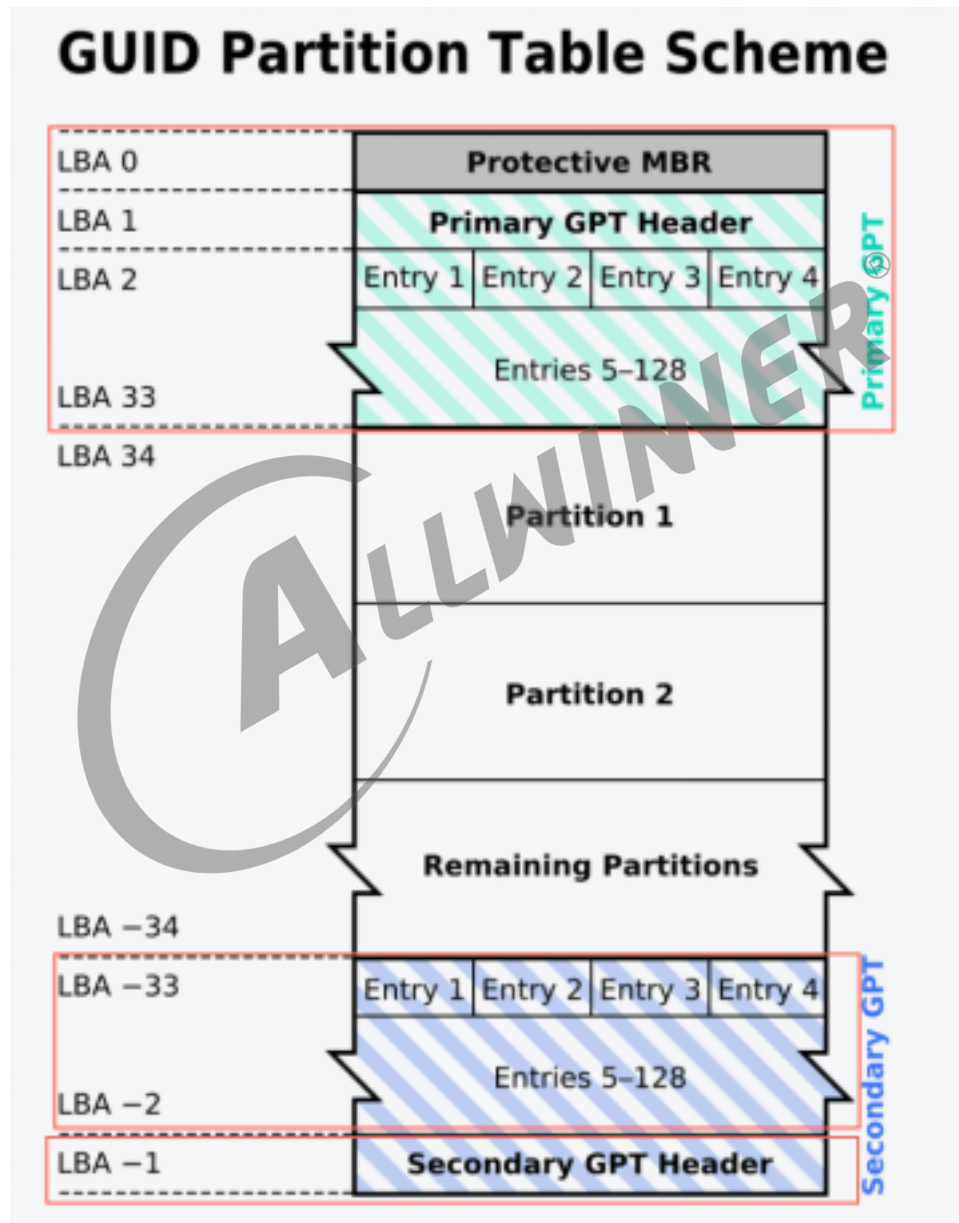 GUID Partition Table Scheme
LBA 0
Protective MBR
LBA 1
Primary GPT Header
LBA 2
Entry 1
Entry 2
Entry 3
Entry 4
Entries 5–128
LBA 33
Primary GPT
LBA 34
Partition 1
ALLWINNER
Partition 2
Remaining Partitions
LBA −34
LBA −33
Entry 1
Entry 2
Entry 3
Entry 4
Entries 5–128
LBA −2
LBA −1
Secondary GPT Header
Secondary GPT